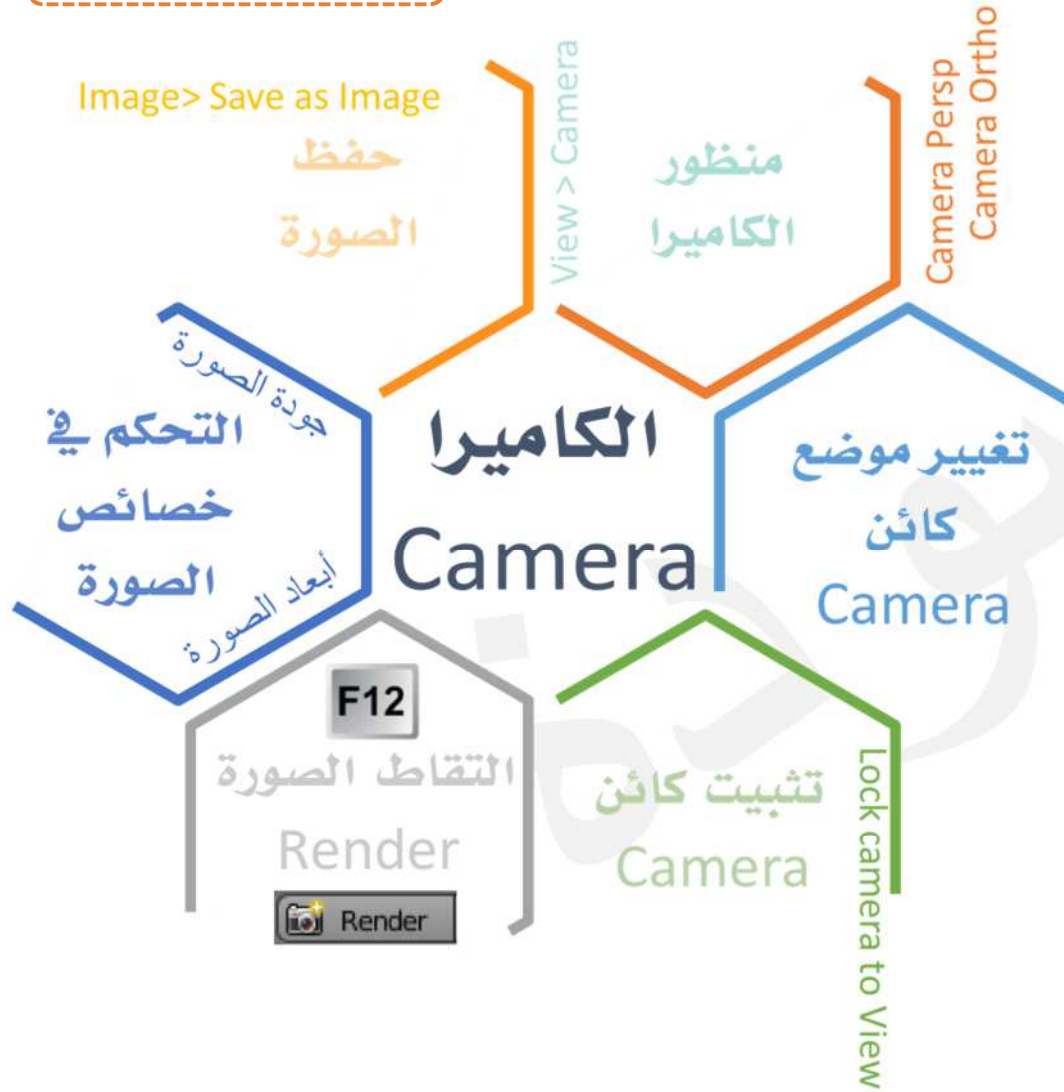 Image> Save as Image
حفظ
الصورة
View > Camera
منظور
الكاميرا
Camera Persp
Camera Ortho
جودة الصورة
التحكم في
خصائص
الصورة
أبعاد الصورة
الكاميرا
Camera
تغيير موضع
كائن
Camera
F12
التقاط الصورة
Render
Render
تثبيت كائن
Camera
Lock camera to View